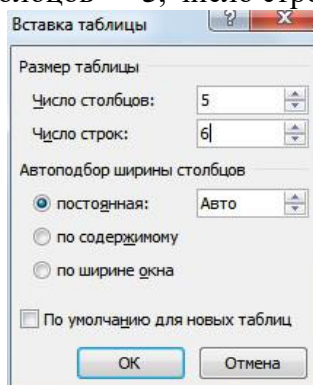 Вставка таблицы
Размер таблицы
Число столбцов: 5
Число строк: 6
Автоподбор ширины столбцов
постоянная: Авто
по содержимому
по ширине окна
По умолчанию для новых таблиц
ОК Отмена